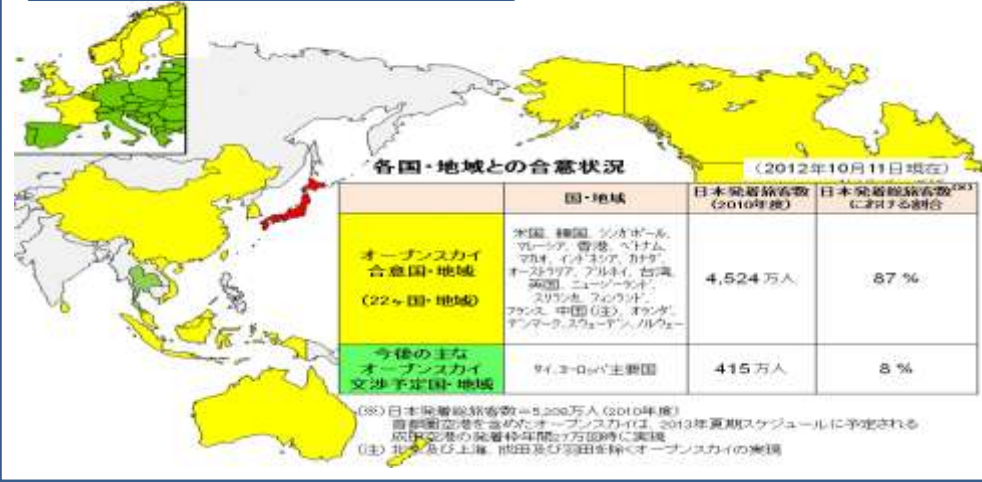 各国・地域との合意状況
(2012年10月11日現在)
国・地域
日本発着旅客数
(2010年度)
日本発着総旅客数(※)
における割合
オープンスカイ
合意国・地域
(22ヶ国・地域)
米国、韓国、シンガポール、
マレーシア、香港、ベトナム、
マカオ、インドネシア、カナダ、
オーストラリア、ブルネイ、台湾、
英国、ニュージーランド、
スリランカ、フィンランド、
フランス、中国(注)、オランダ、
デンマーク、スウェーデン、ノルウェー
4,524万人
87 %
今後の主な
オープンスカイ
交渉予定国・地域
タイ、ヨーロッパ主要国
415万人
8 %
(※)日本発着総旅客数=5,208万人(2010年度)
首都圏空港を含めたオープンスカイは、2013年夏期スケジュールに予定される
成田空港の発着枠年間27万回時に実現
(注) 北京及び上海、成田及び羽田を除くオープンスカイの実現